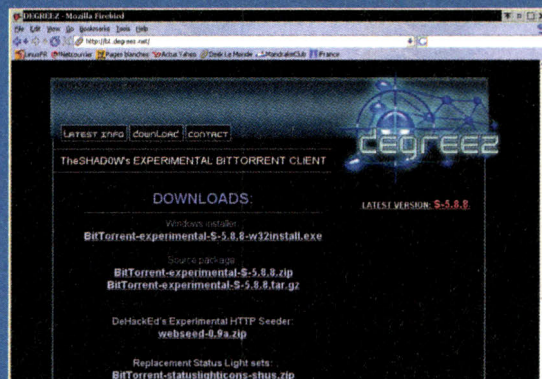 DEGREEZ - Mozilla Firebird
File Edit View Go Bookmarks Tools Help
http://bt.degreez.net/
LinuxFR Netcourrier Pages blanches Actus Yahoo Desk Le Monde MandrakeClub France
LATEST INFO download CONTACT
degreez
TheSHAD0W's EXPERIMENTAL BITTORRENT CLIENT
DOWNLOADS:
LATEST VERSION: S-5.8.8.
Windows installer:
BitTorrent-experimental-S-5.8.8-w32install.exe
Source package:
BitTorrent-experimental-S-5.8.8.zip
BitTorrent-experimental-S-5.8.8.tar.gz
DeHackEd's Experimental HTTP Seeder:
webseed-0.9a.zip
Replacement Status Light sets:
BitTorrent-statuslighticons-shus.zip